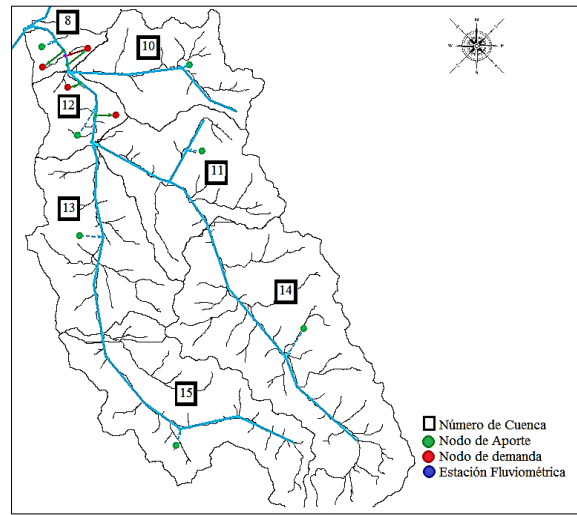 8
10
12
11
13
14
15
N
W
E
S
Número de Cuenca
Nodo de Aporte
Nodo de demanda
Estación Fluviométrica